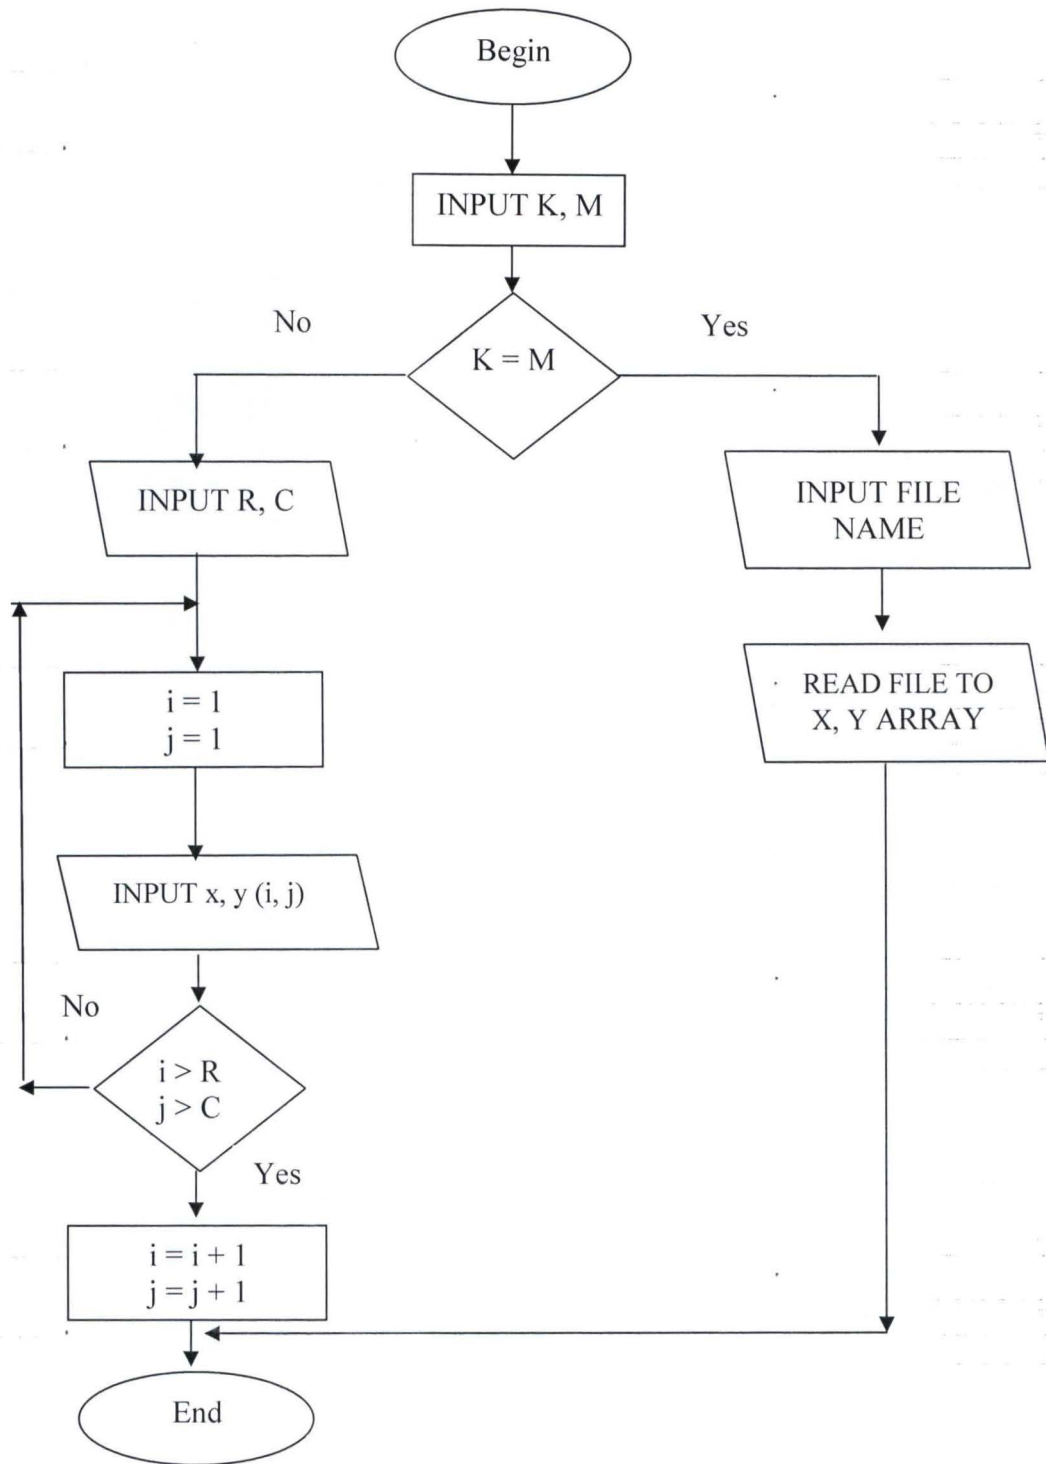 Begin
INPUT K, M
No
Yes
K = M
INPUT R, C
INPUT FILE
NAME
i = 1
j = 1
READ FILE TO
X, Y ARRAY
INPUT x, y (i, j)
No
i > R
j > C
Yes
i = i + 1
j = j + 1
End